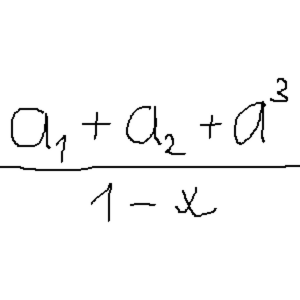 a₁ + a₂ + a³
1 - x